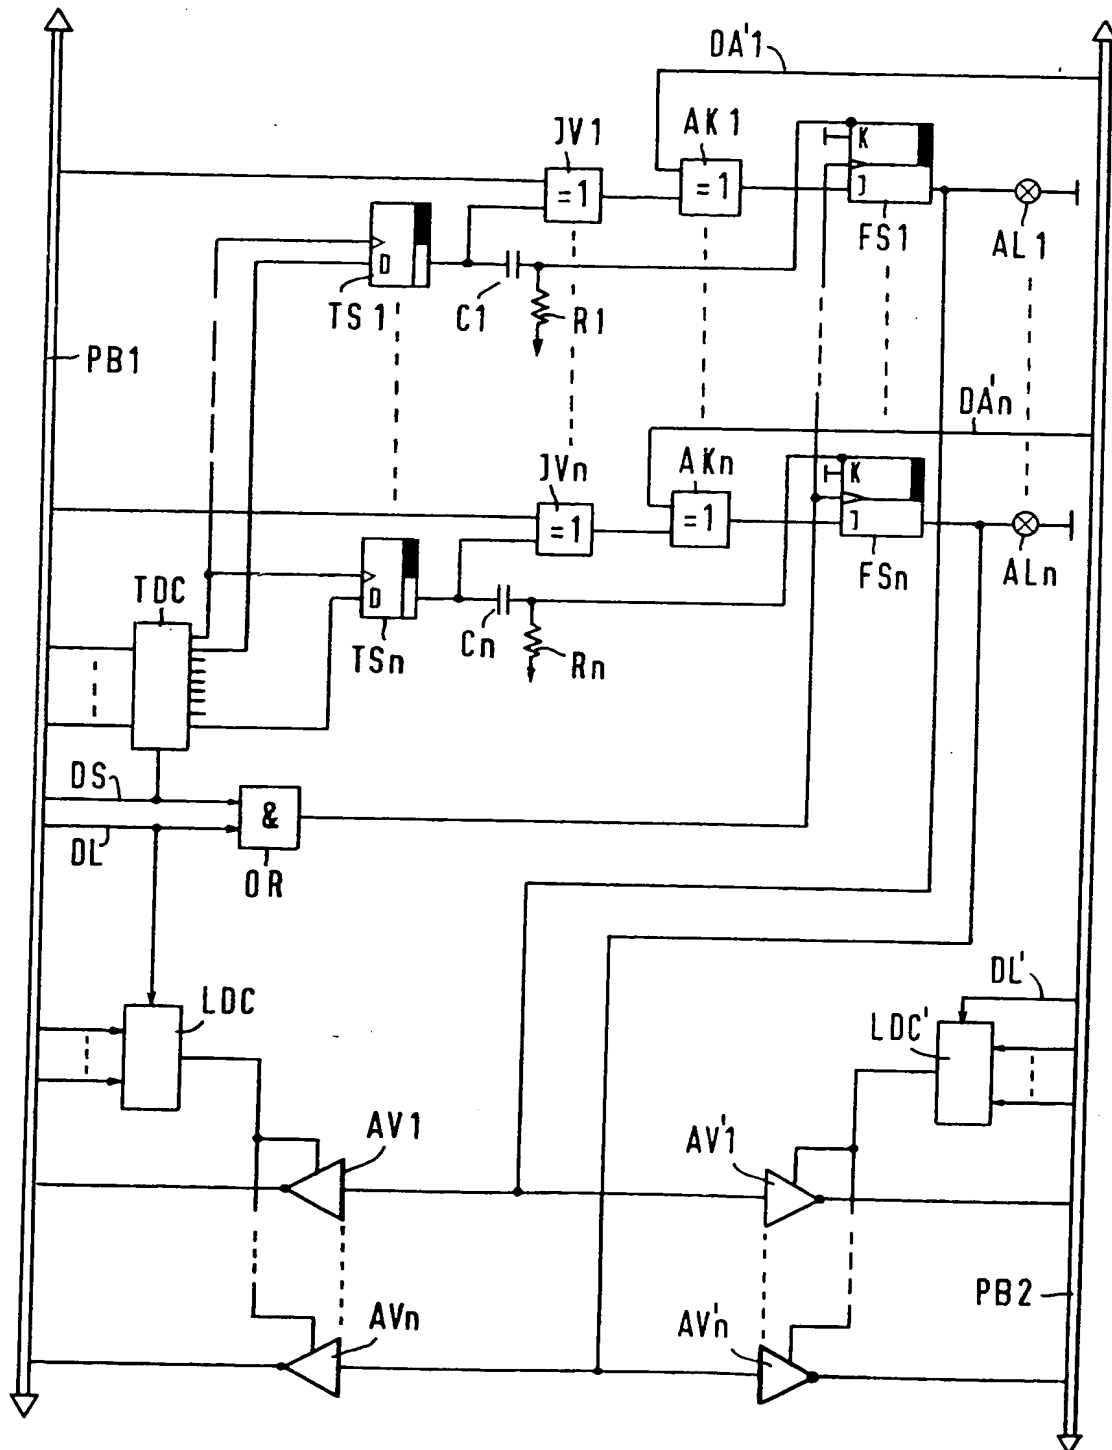 DA'1
JV1
AK1
K
=1
=1
J
FS1
AL1
D
TS1
C1
R1
PB1
DA'n
JVn
AKn
K
=1
=1
J
FSn
ALn
TDC
D
TSn
Cn
Rn
DS
&
DL
OR
DL'
LDC
LDC'
AV1
AV'1
PB2
AVn
AV'n